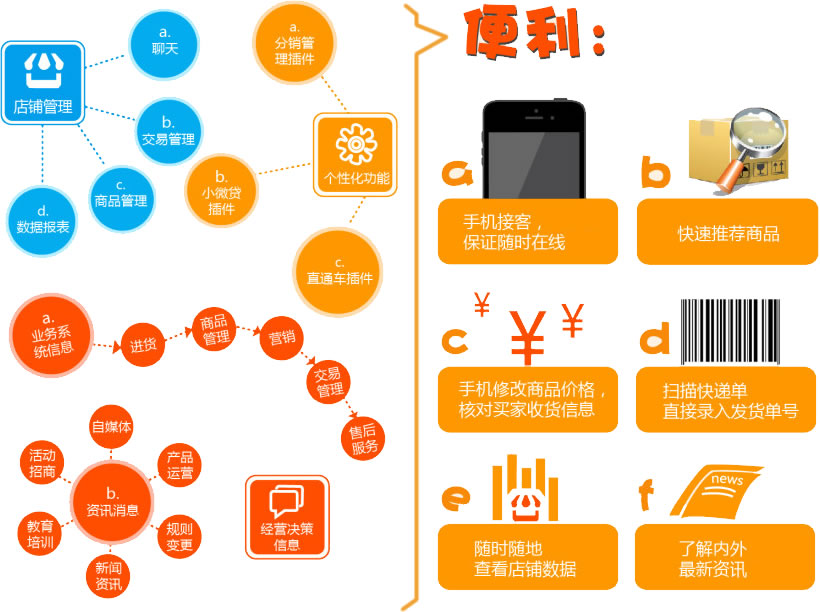 店铺管理
a.
聊天
b.
交易管理
c.
商品管理
d.
数据报表
个性化功能
a.
分销管
理插件
b.
小微贷
插件
c.
直通车插件
a.
业务系
统信息
进货
商品
管理
营销
交易
管理
售后
服务
b.
资讯消息
自媒体
产品
运营
规则
变更
新闻
资讯
教育
培训
活动
招商
经营决策
信息
便利：
a
手机接客，
保证随时在线
b
快速推荐商品
c
¥ ¥ ¥
手机修改商品价格，
核对买家收货信息
d
扫描快递单
直接录入发货单号
e
随时随地
查看店铺数据
f
news
了解内外
最新资讯